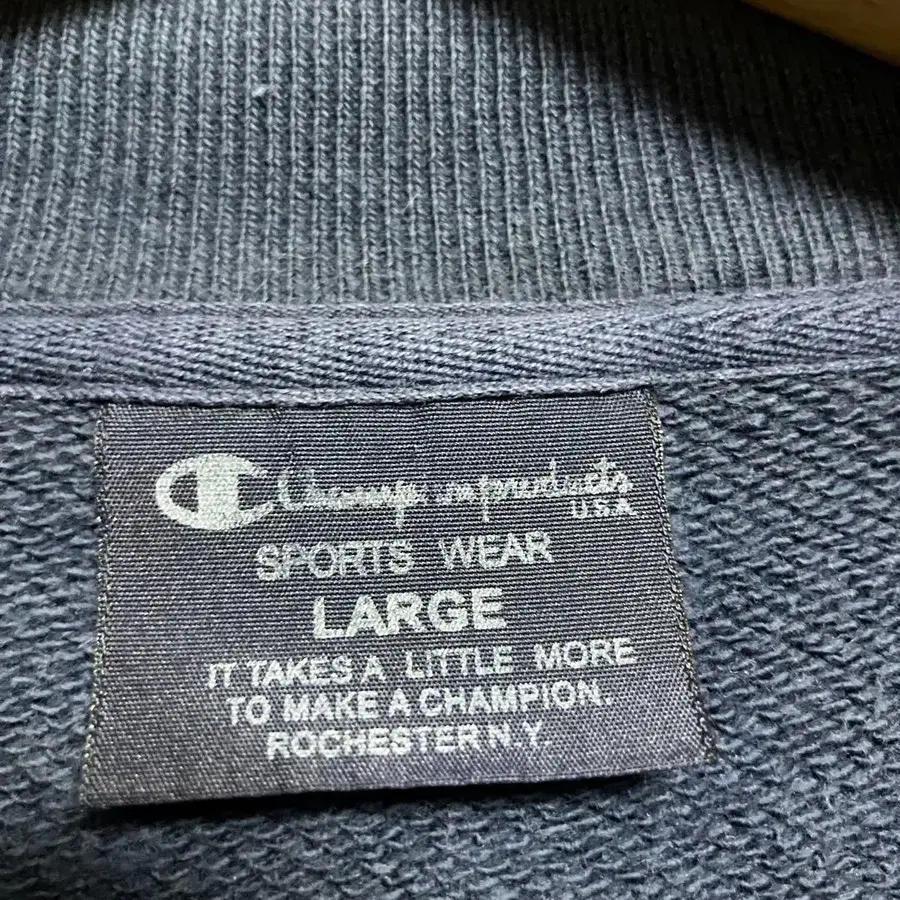 Champion products
U.S.A.
SPORTS WEAR
LARGE
IT TAKES A LITTLE MORE
TO MAKE A CHAMPION.
ROCHESTER N.Y.